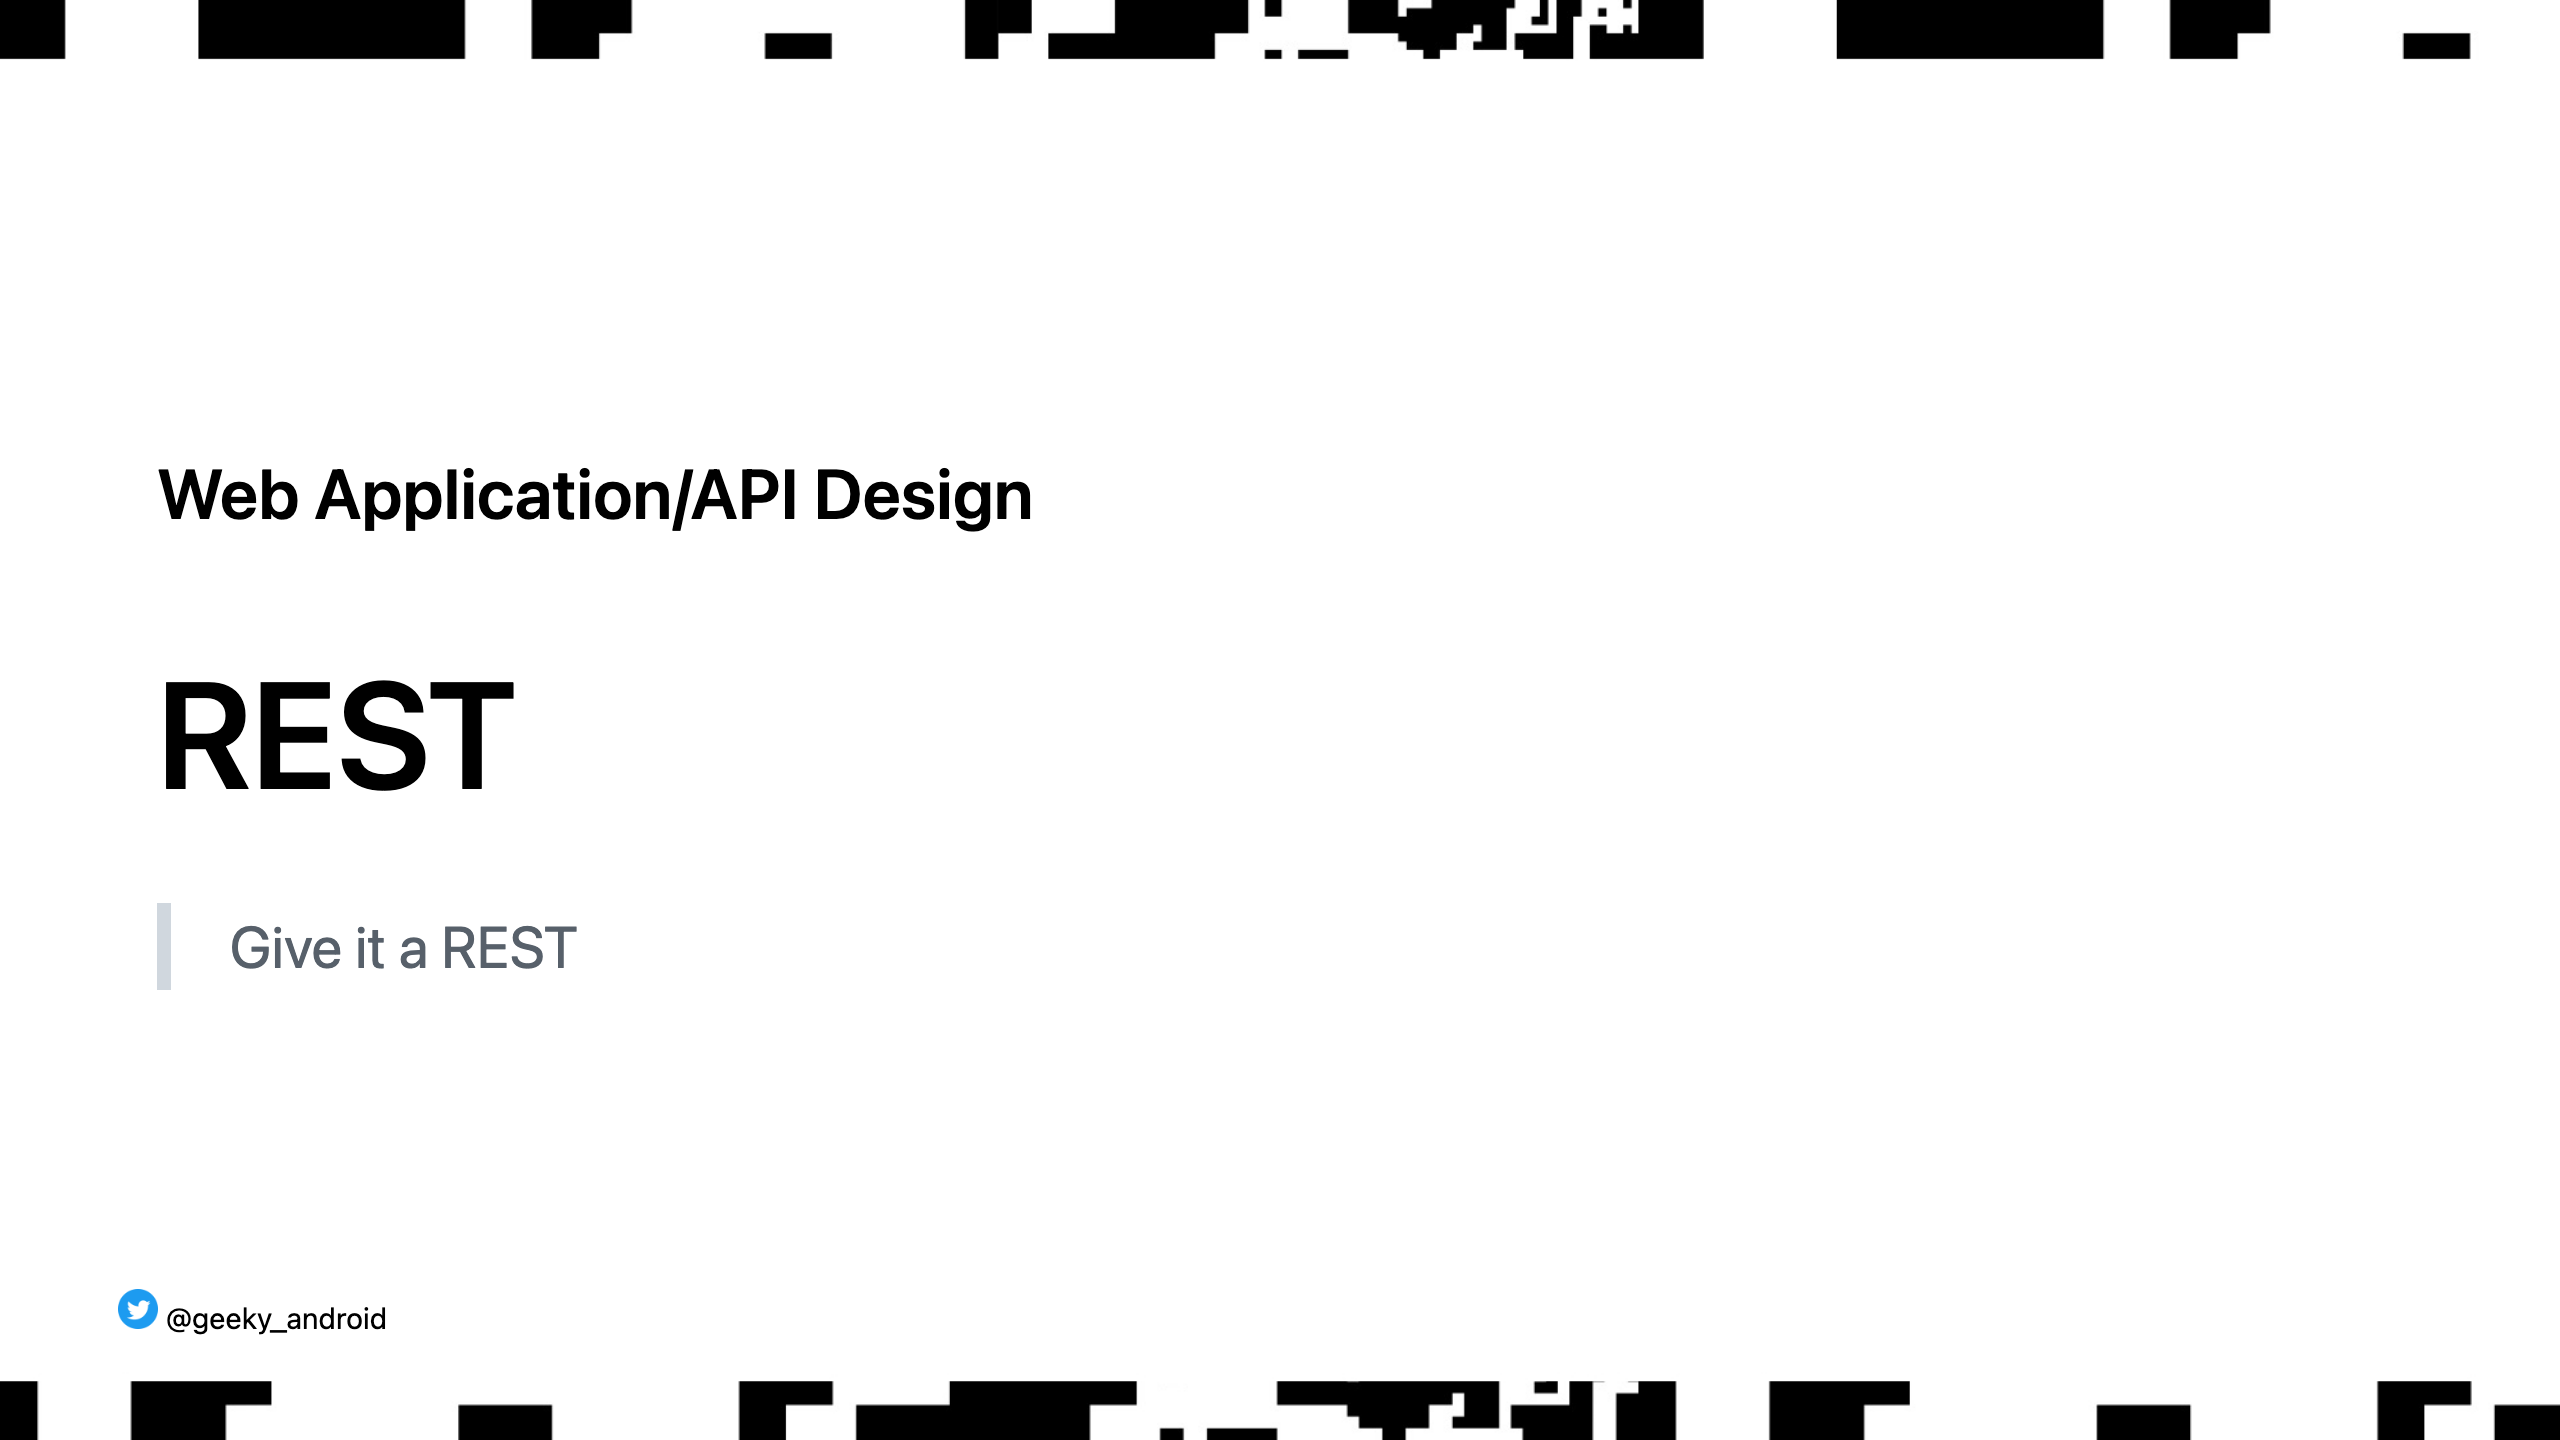 Web Application/API Design
REST
Give it a REST
@geeky_android